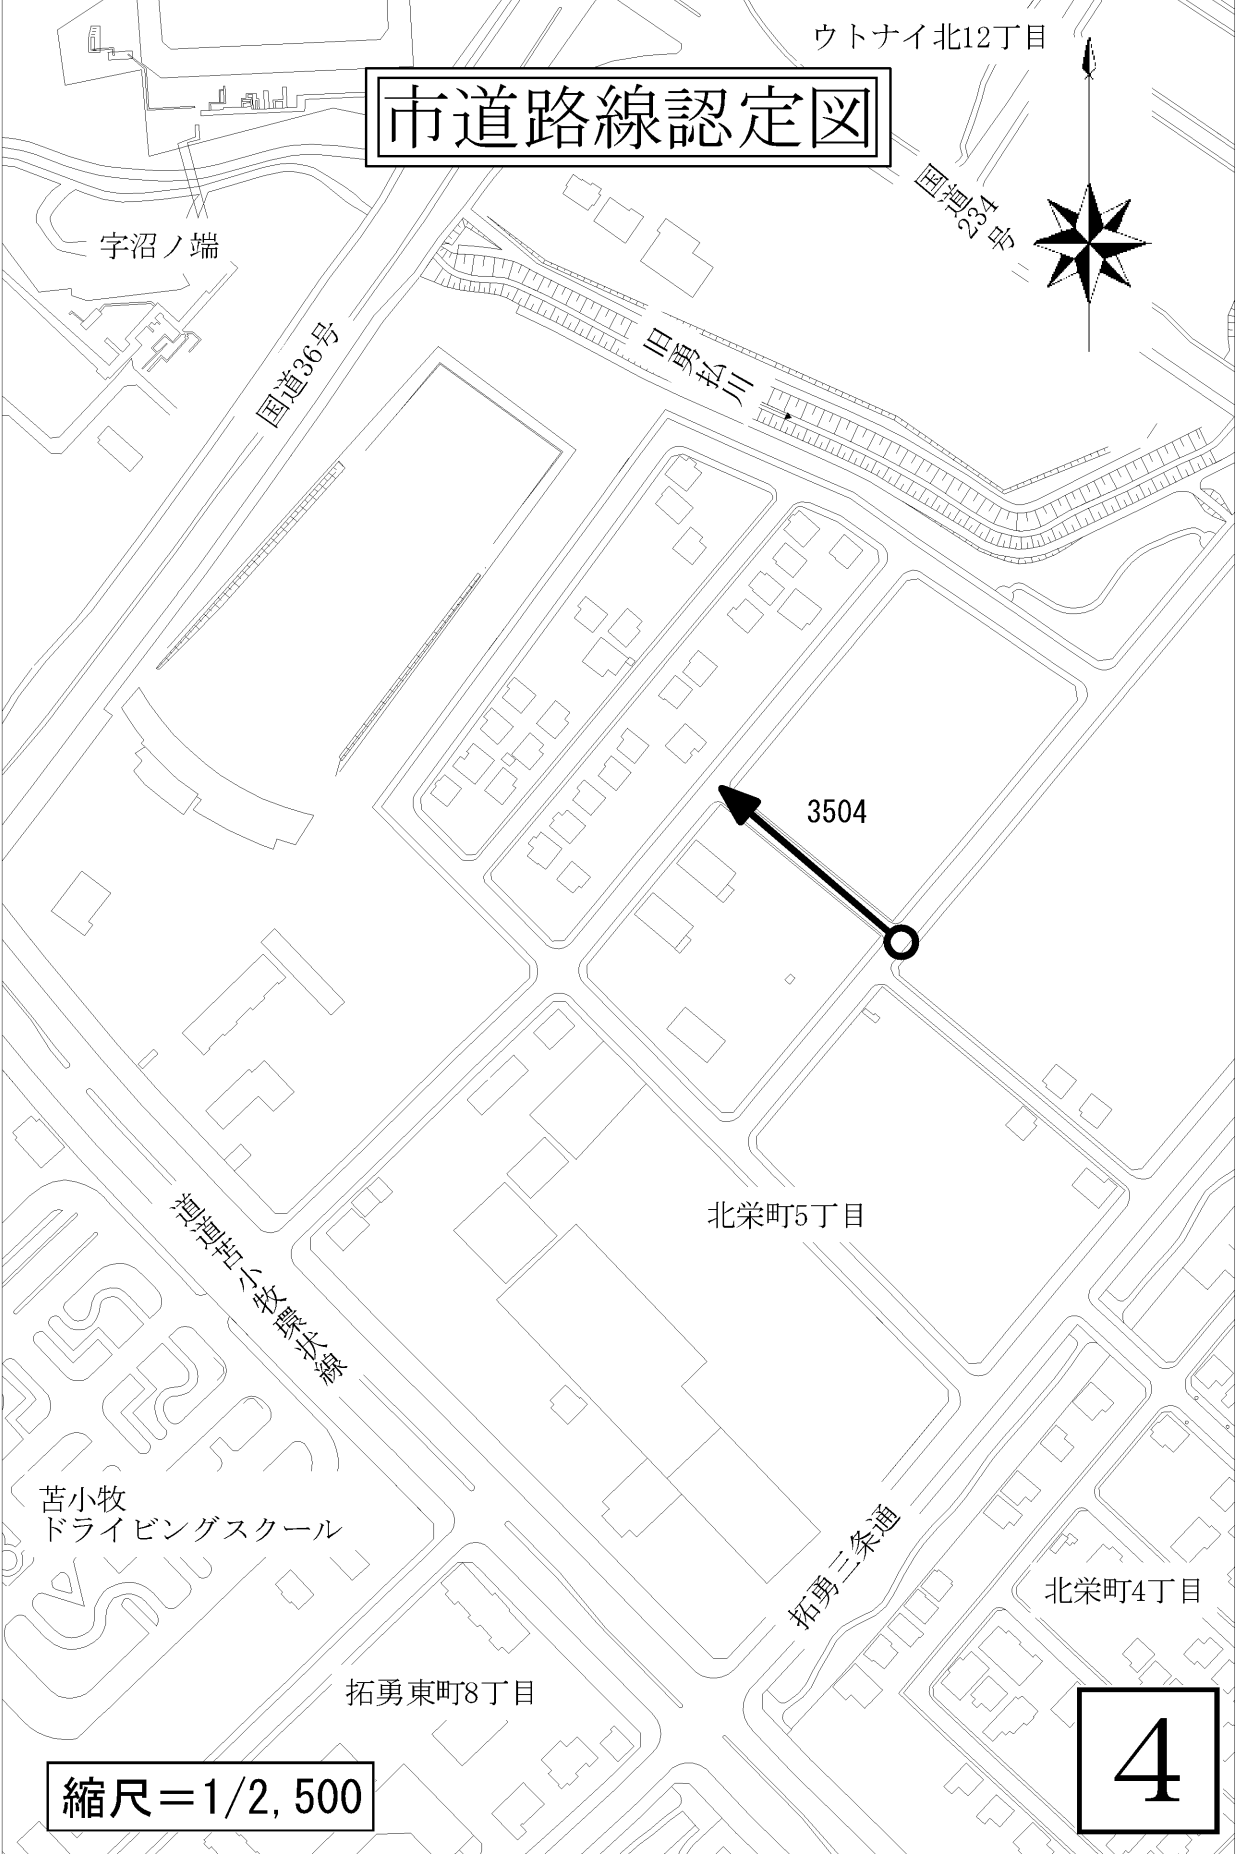 ウトナイ北12丁目
市道路線認定図
国道234号
字沼ノ端
国道36号
旧勇払川
3504
北栄町5丁目
道道苫小牧環状線
苫小牧
ドライビングスクール
拓勇三条通
北栄町4丁目
拓勇東町8丁目
4
縮尺=1/2,500